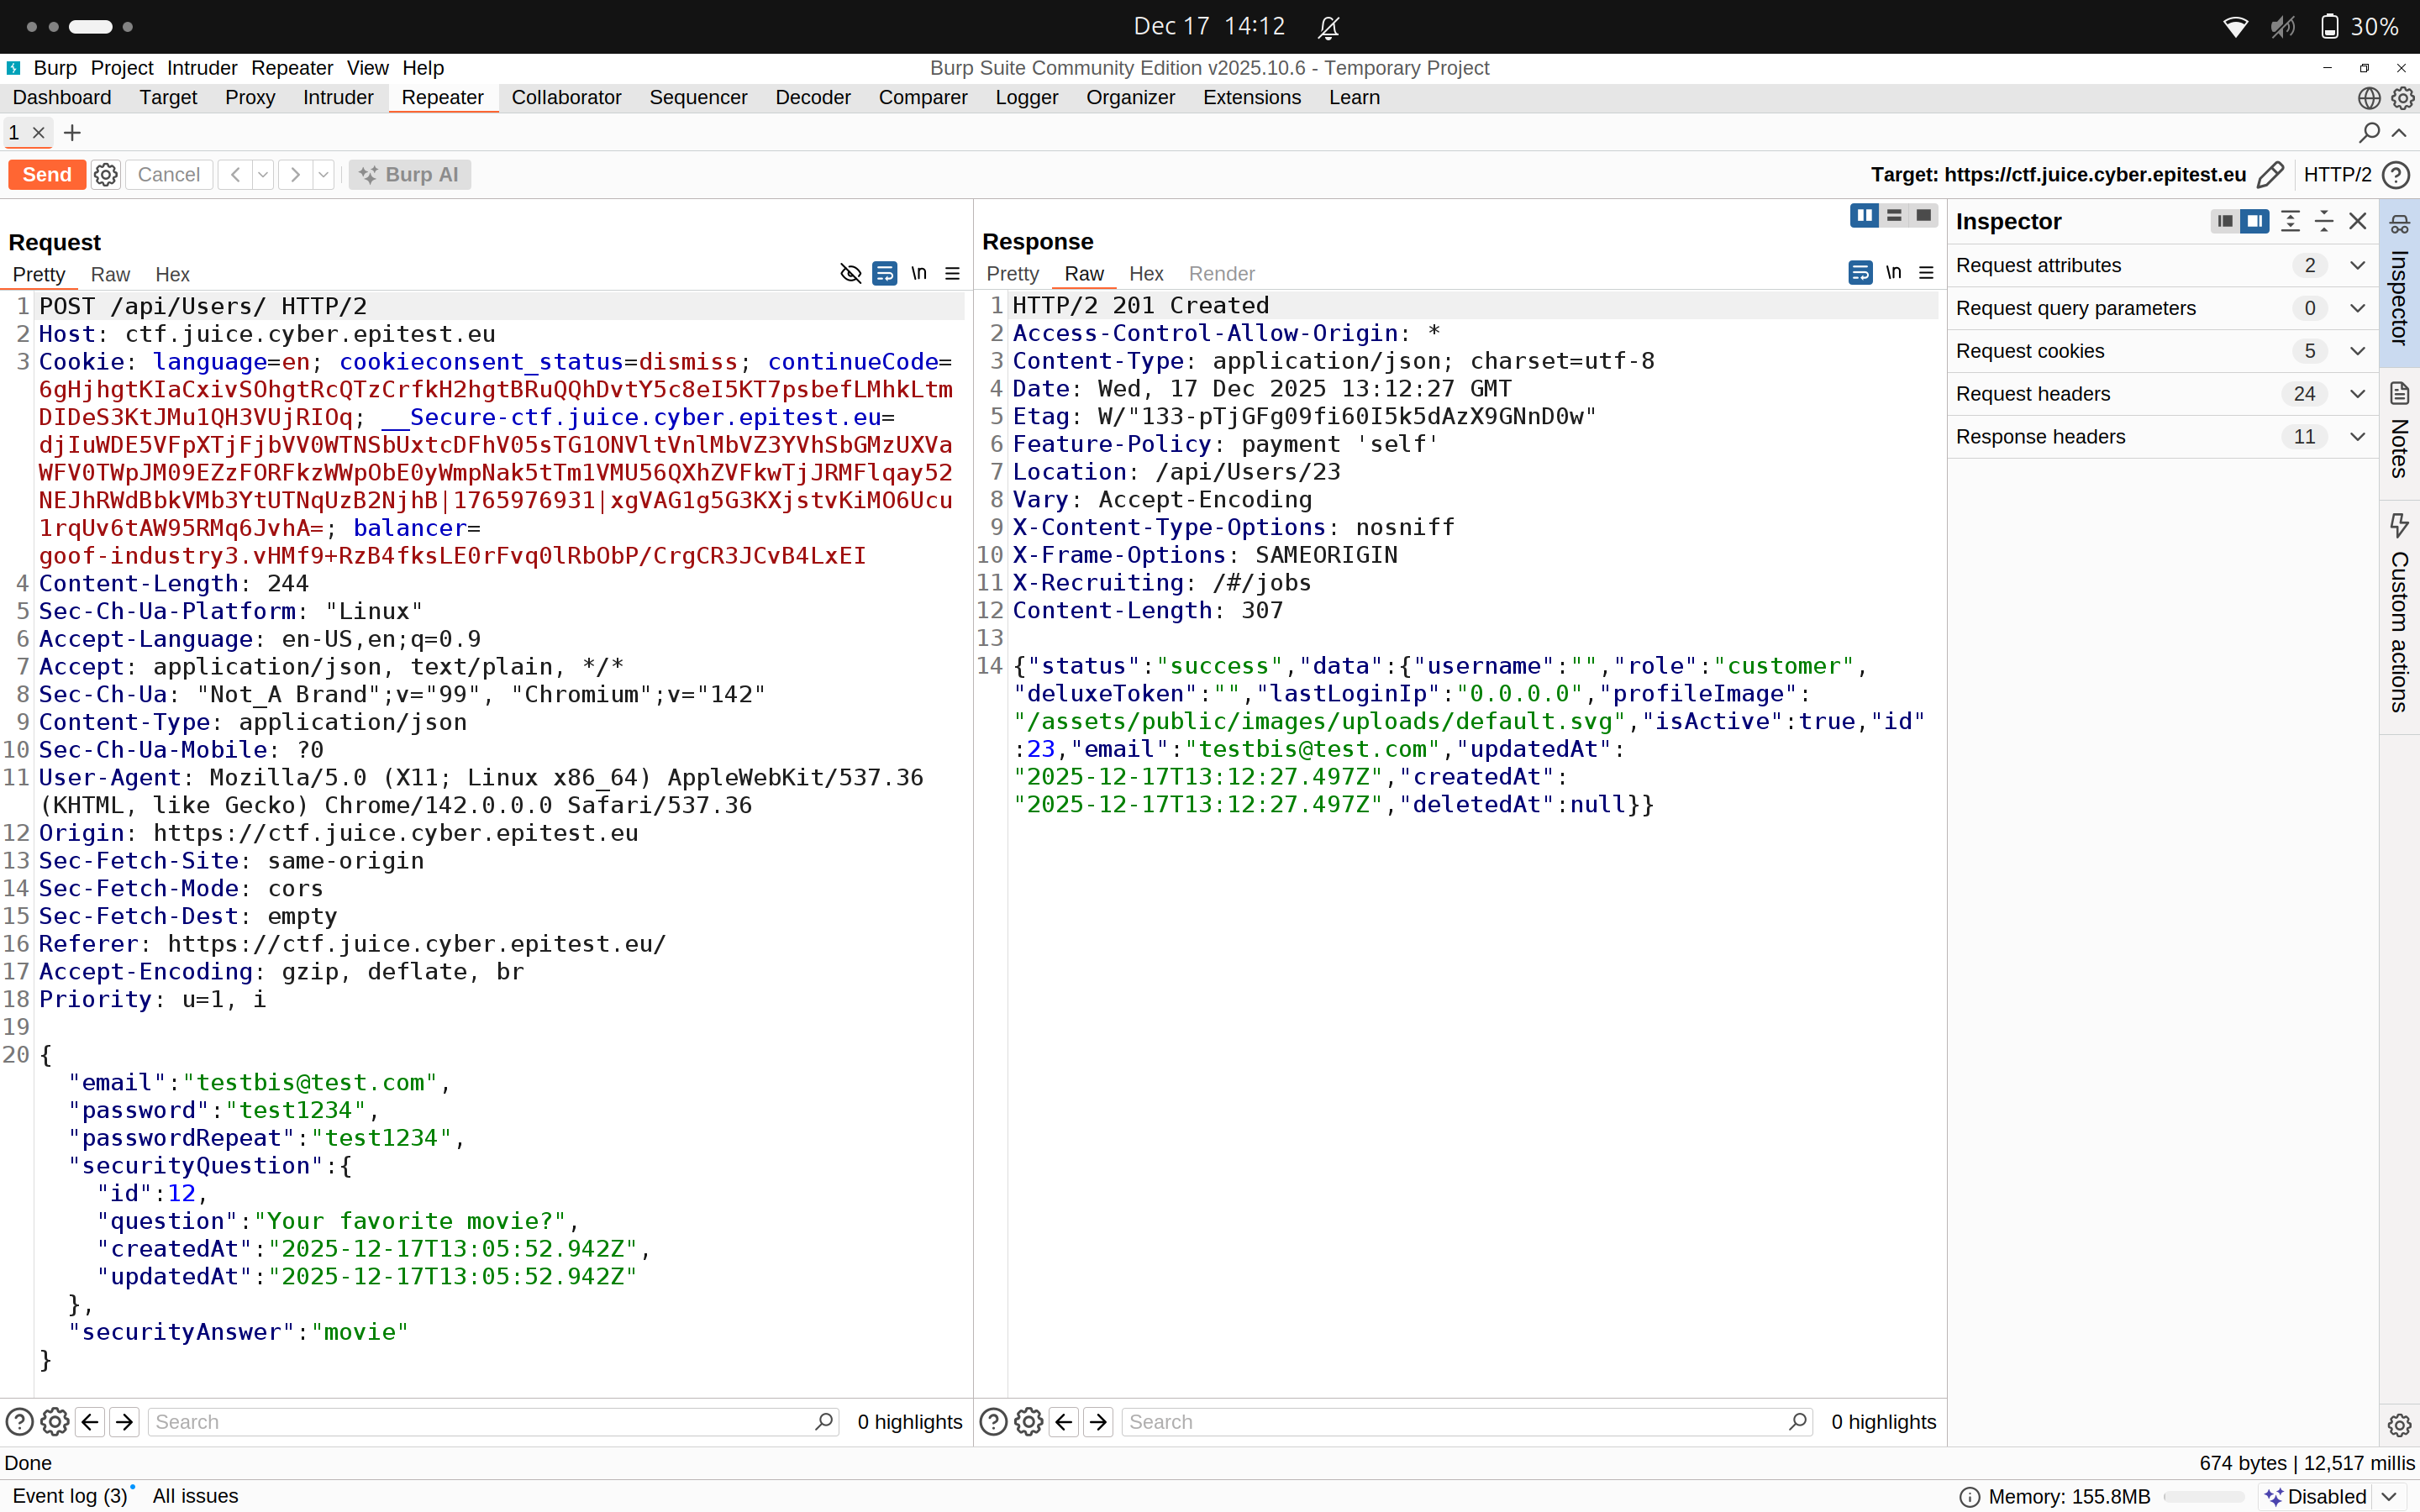 Dec 17 14:12
30%
Burp Project Intruder Repeater View Help
Burp Suite Community Edition v2025.10.6 - Temporary Project
Dashboard Target Proxy Intruder Repeater Collaborator Sequencer Decoder Comparer Logger Organizer Extensions Learn
1
Send Cancel Burp AI
Target: https://ctf.juice.cyber.epitest.eu HTTP/2
Request
Pretty Raw Hex
\n
1 POST /api/Users/ HTTP/2
2 Host: ctf.juice.cyber.epitest.eu
3 Cookie: language=en; cookieconsent_status=dismiss; continueCode=
6gHjhgtKIaCxivSOhgtRcQTzCrfkH2hgtBRuQQhDvtY5c8eI5KT7psbefLMhkLtm
DIDeS3KtJMu1QH3VUjRIOq; __Secure-ctf.juice.cyber.epitest.eu=
djIuWDE5VFpXTjFjbVV0WTNSbUxtcDFhV05sTG1ONVltVnlMbVZ3YVhSbGMzUXVa
WFV0TWpJM09EZzFORFkzWWpObE0yWmpNak5tTm1VMU56QXhZVFkwTjJRMFlqay52
NEJhRWdBbkVMb3YtUTNqUzB2NjhB|1765976931|xgVAG1g5G3KXjstvKiMO6Ucu
1rqUv6tAW95RMq6JvhA=; balancer=
goof-industry3.vHMf9+RzB4fksLE0rFvq0lRbObP/CrgCR3JCvB4LxEI
4 Content-Length: 244
5 Sec-Ch-Ua-Platform: "Linux"
6 Accept-Language: en-US,en;q=0.9
7 Accept: application/json, text/plain, */*
8 Sec-Ch-Ua: "Not_A Brand";v="99", "Chromium";v="142"
9 Content-Type: application/json
10 Sec-Ch-Ua-Mobile: ?0
11 User-Agent: Mozilla/5.0 (X11; Linux x86_64) AppleWebKit/537.36
(KHTML, like Gecko) Chrome/142.0.0.0 Safari/537.36
12 Origin: https://ctf.juice.cyber.epitest.eu
13 Sec-Fetch-Site: same-origin
14 Sec-Fetch-Mode: cors
15 Sec-Fetch-Dest: empty
16 Referer: https://ctf.juice.cyber.epitest.eu/
17 Accept-Encoding: gzip, deflate, br
18 Priority: u=1, i
19
20 {
"email":"testbis@test.com",
"password":"test1234",
"passwordRepeat":"test1234",
"securityQuestion":{
"id":12,
"question":"Your favorite movie?",
"createdAt":"2025-12-17T13:05:52.942Z",
"updatedAt":"2025-12-17T13:05:52.942Z"
},
"securityAnswer":"movie"
}
Search
0 highlights
Response
Pretty Raw Hex Render
\n
1 HTTP/2 201 Created
2 Access-Control-Allow-Origin: *
3 Content-Type: application/json; charset=utf-8
4 Date: Wed, 17 Dec 2025 13:12:27 GMT
5 Etag: W/"133-pTjGFg09fi60I5k5dAzX9GNnD0w"
6 Feature-Policy: payment 'self'
7 Location: /api/Users/23
8 Vary: Accept-Encoding
9 X-Content-Type-Options: nosniff
10 X-Frame-Options: SAMEORIGIN
11 X-Recruiting: /#/jobs
12 Content-Length: 307
13
14 {"status":"success","data":{"username":"","role":"customer",
"deluxeToken":"","lastLoginIp":"0.0.0.0","profileImage":
"/assets/public/images/uploads/default.svg","isActive":true,"id"
:23,"email":"testbis@test.com","updatedAt":
"2025-12-17T13:12:27.497Z","createdAt":
"2025-12-17T13:12:27.497Z","deletedAt":null}}
Search
0 highlights
Inspector
Request attributes 2
Request query parameters 0
Request cookies 5
Request headers 24
Response headers 11
Inspector
Notes
Custom actions
Done
674 bytes | 12,517 millis
Event log (3) All issues
Memory: 155.8MB
Disabled